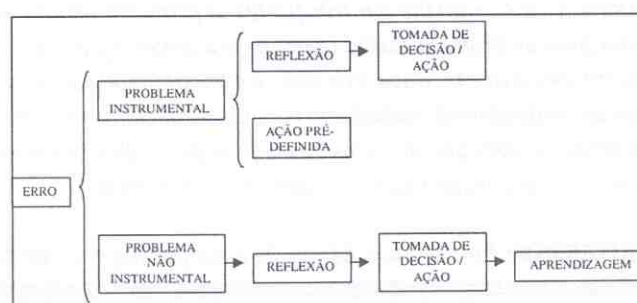 REFLEXÃO
TOMADA DE
DECISÃO /
AÇÃO
PROBLEMA
INSTRUMENTAL
AÇÃO PRÉ-
DEFINIDA
ERRO
PROBLEMA
NÃO
INSTRUMENTAL
REFLEXÃO
TOMADA DE
DECISÃO /
AÇÃO
APRENDIZAGEM